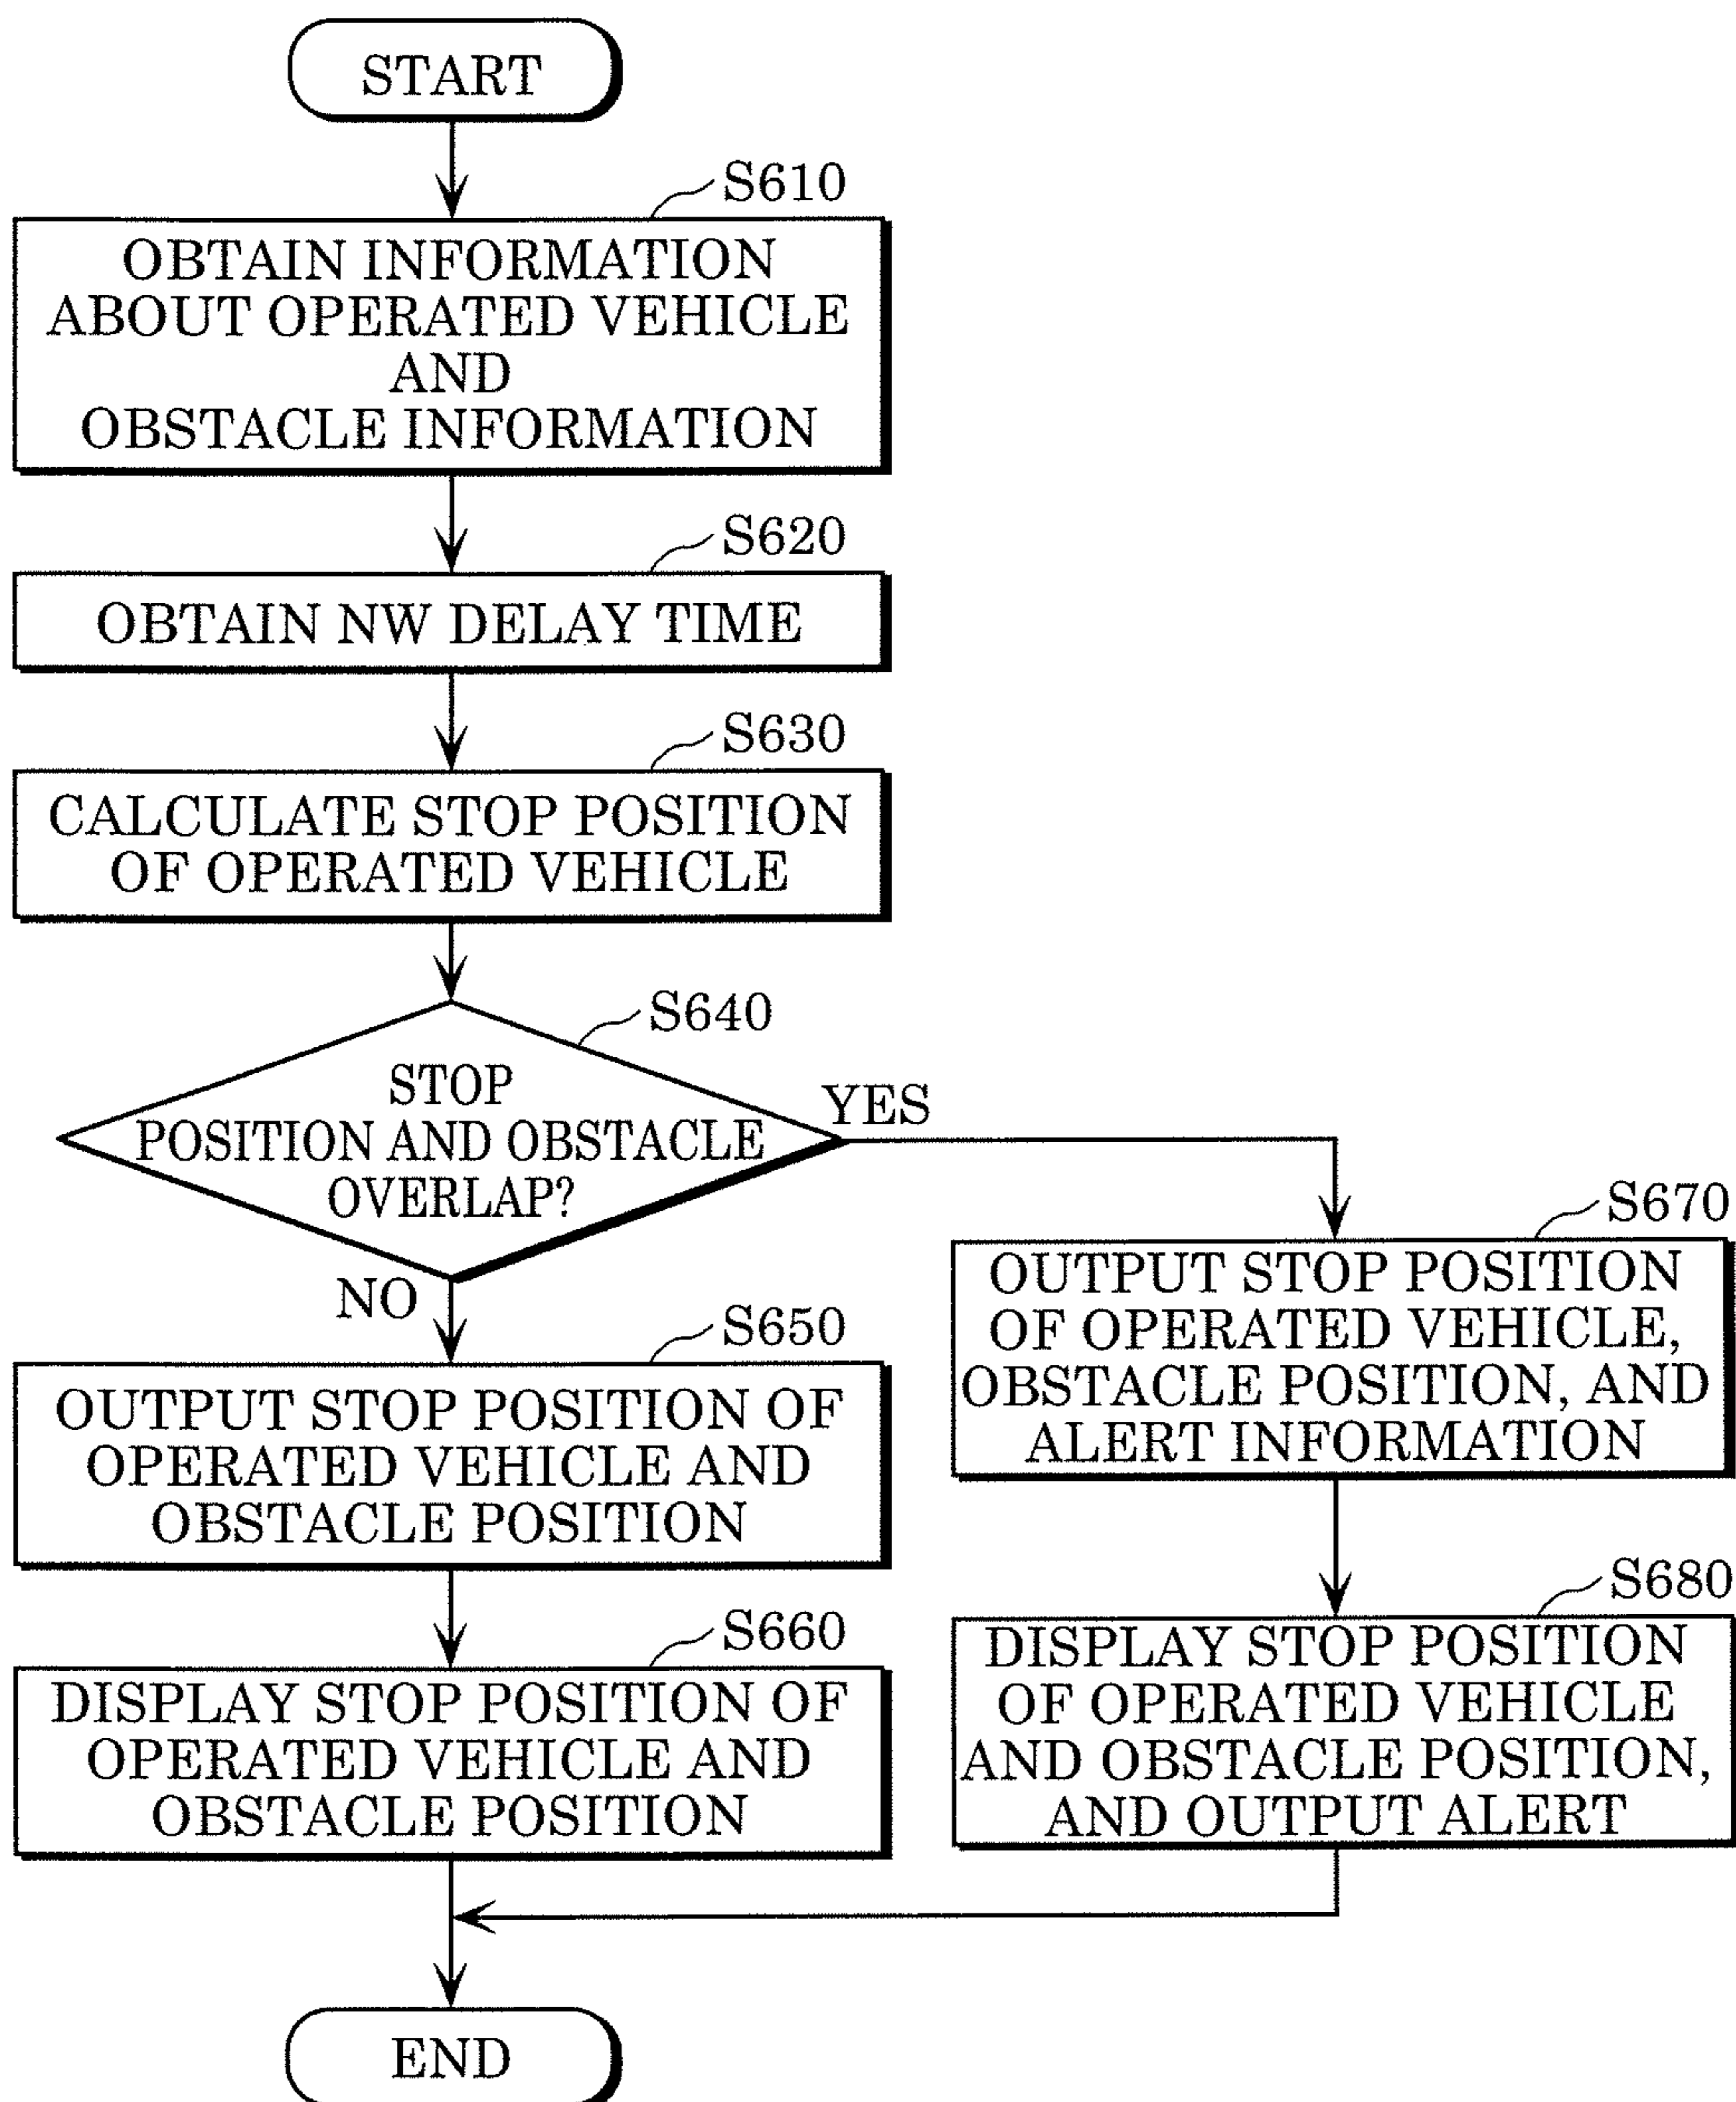 START
S610
OBTAIN INFORMATION
ABOUT OPERATED VEHICLE
AND
OBSTACLE INFORMATION
S620
OBTAIN NW DELAY TIME
S630
CALCULATE STOP POSITION
OF OPERATED VEHICLE
S640
STOP
POSITION AND OBSTACLE
OVERLAP?
YES
NO
S650
OUTPUT STOP POSITION OF
OPERATED VEHICLE AND
OBSTACLE POSITION
S660
DISPLAY STOP POSITION OF
OPERATED VEHICLE AND
OBSTACLE POSITION
S670
OUTPUT STOP POSITION
OF OPERATED VEHICLE,
OBSTACLE POSITION, AND
ALERT INFORMATION
S680
DISPLAY STOP POSITION
OF OPERATED VEHICLE
AND OBSTACLE POSITION,
AND OUTPUT ALERT
END